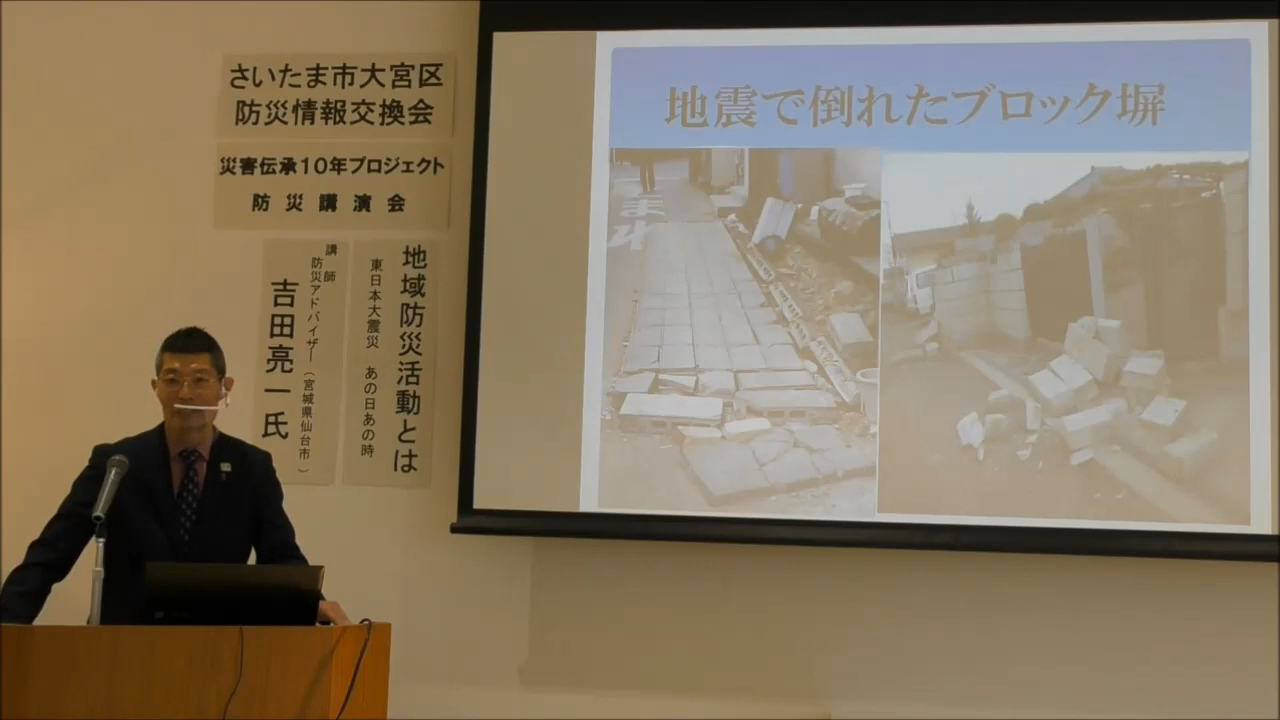 さいたま市大宮区
防災情報交換会
災害伝承10年プロジェクト
防災講演会
地域防災活動とは
東日本大震災 あの日あの時
講師
防災アドバイザー(宮城県仙台市)
吉田亮一氏
地震で倒れたブロック塀